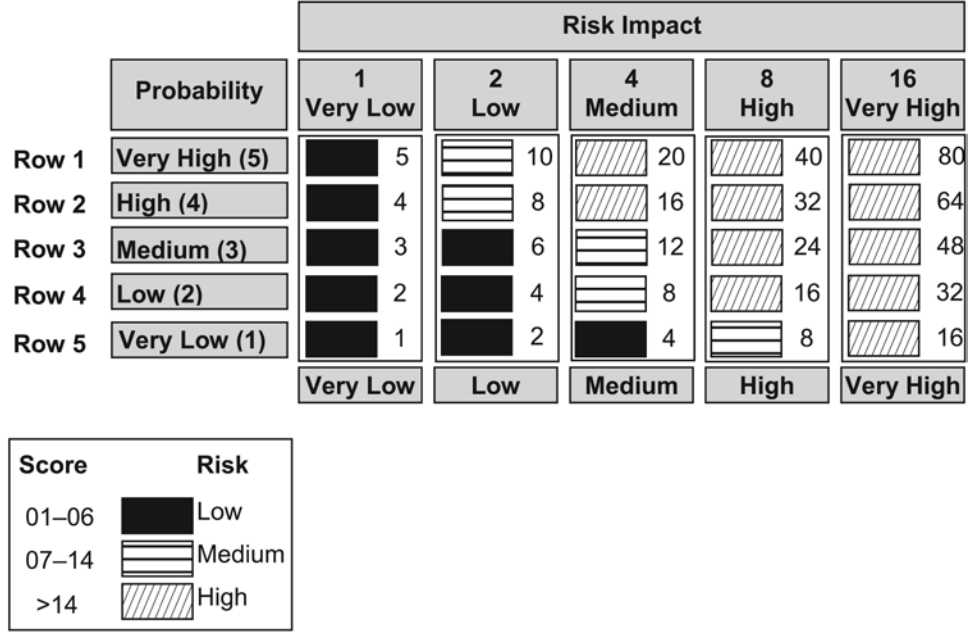 Risk Impact
Probability
1
Very Low
2
Low
4
Medium
8
High
16
Very High
Row 1 Very High (5) 5 10 20 40 80
Row 2 High (4) 4 8 16 32 64
Row 3 Medium (3) 3 6 12 24 48
Row 4 Low (2) 2 4 8 16 32
Row 5 Very Low (1) 1 2 4 8 16
Very Low Low Medium High Very High
Score Risk
01–06 Low
07–14 Medium
>14 High